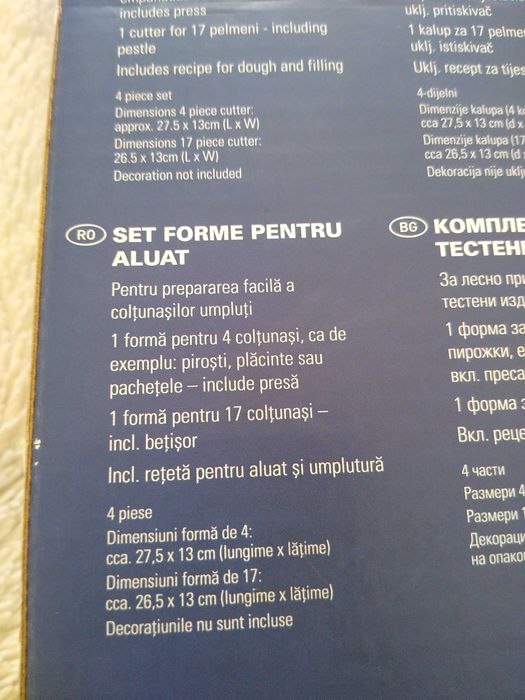 includes press
1 cutter for 17 pelmeni - including
pestle
Includes recipe for dough and filling
4 piece set
Dimensions 4 piece cutter:
approx. 27.5 x 13cm (L x W)
Dimensions 17 piece cutter:
26.5 x 13cm (L x W)
Decoration not included
uklj. pritiskivač
1 kalup za 17 pelme
uklj. istiskivač
Uklj. recept za tijes
4-dijelni
Dimenzije kalupa (4 k
cca 27,5 x 13 cm (d x
Dimenzije kalupa (17
cca 26,5 x 13 cm (d
Dekoracija nije uklj
RO SET FORME PENTRU
ALUAT
Pentru prepararea facilă a
colțunașilor umpluți
1 formă pentru 4 colțunași, ca de
exemplu: piroști, plăcinte sau
pachețele – include presă
1 formă pentru 17 colțunași –
incl. bețișor
Incl. rețetă pentru aluat și umplutură
4 piese
Dimensiuni formă de 4:
cca. 27,5 x 13 cm (lungime x lățime)
Dimensiuni formă de 17:
cca. 26,5 x 13 cm (lungime x lățime)
Decorațiunile nu sunt incluse
BG КОМПЛЕ
ТЕСТЕН
За лесно при
тестени изд
1 форма за
пирожки, е
вкл. преса
1 форма з
Вкл. реце
4 части
Размери 4
Размери 1
Декораци
на опаков